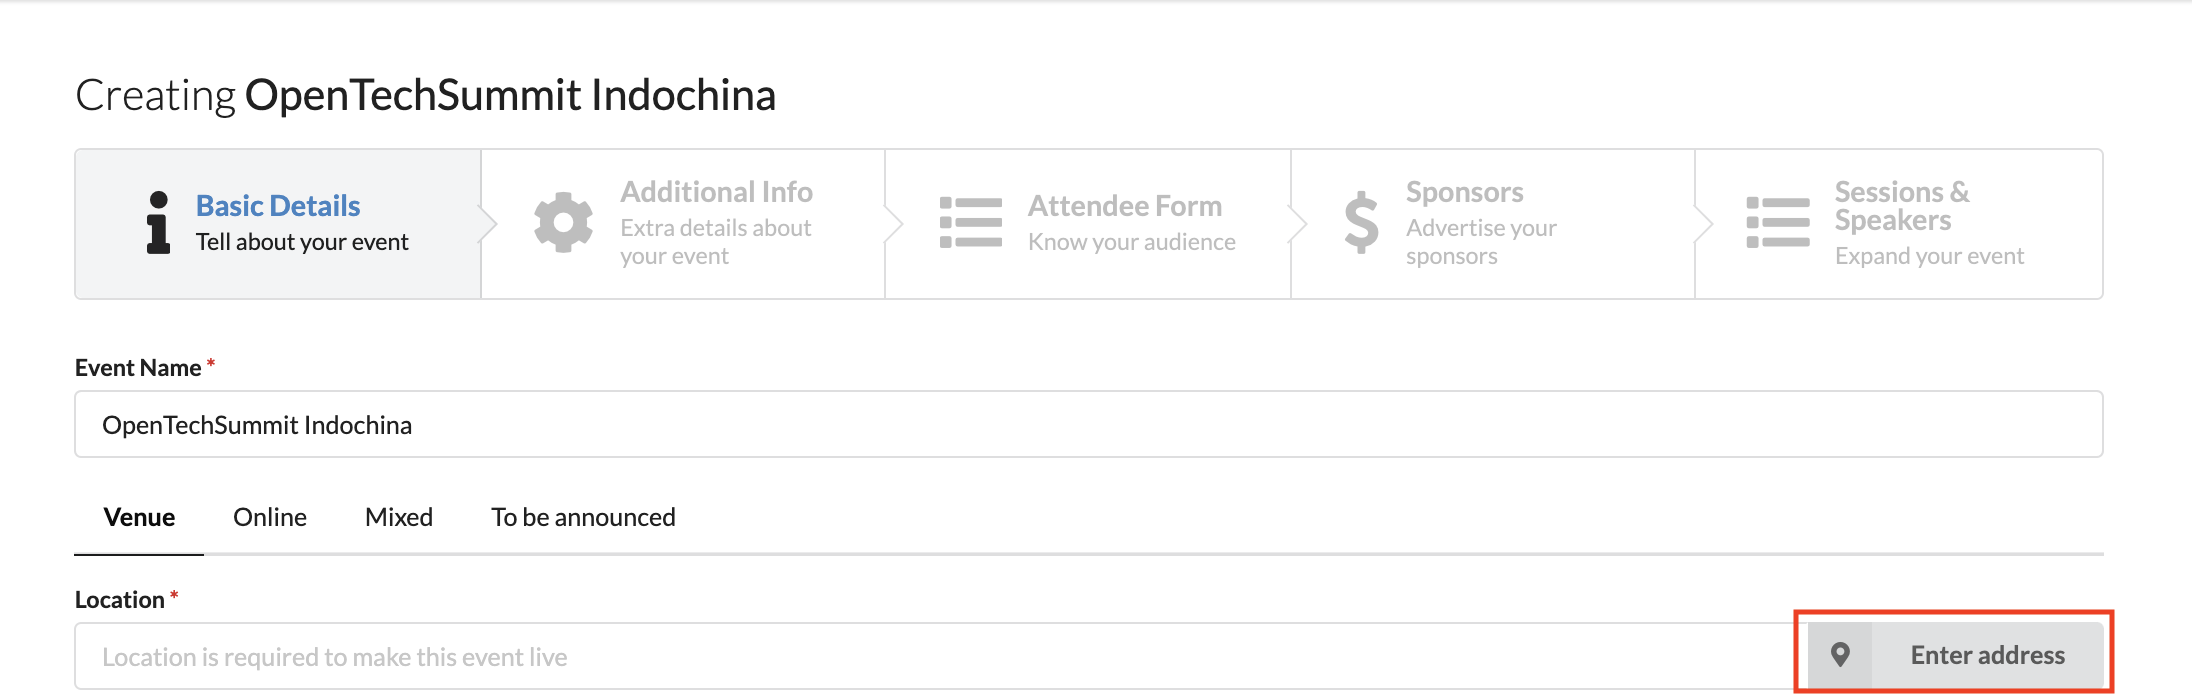 Creating OpenTechSummit Indochina
Basic Details
Tell about your event
Additional Info
Extra details about
your event
Attendee Form
Know your audience
Sponsors
Advertise your
sponsors
Sessions &
Speakers
Expand your event
Event Name *
OpenTechSummit Indochina
Venue Online Mixed To be announced
Location *
Location is required to make this event live
Enter address